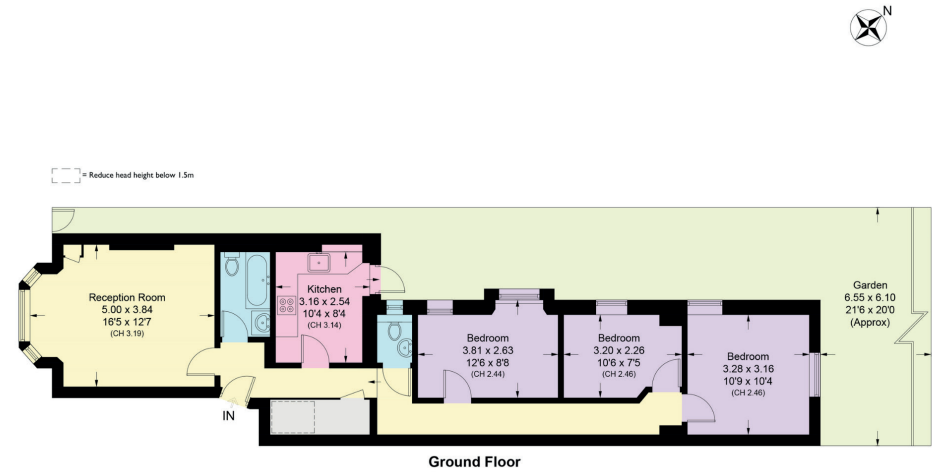 N
= Reduce head height below 1.5m
Reception Room
5.00 x 3.84
16'5 x 12'7
(CH 3.19)
Kitchen
3.16 x 2.54
10'4 x 8'4
(CH 3.14)
Bedroom
3.81 x 2.63
12'6 x 8'8
(CH 2.44)
Bedroom
3.20 x 2.26
10'6 x 7'5
(CH 2.46)
Bedroom
3.28 x 3.16
10'9 x 10'4
(CH 2.46)
Garden
6.55 x 6.10
21'6 x 20'0
(Approx)
IN
Ground Floor